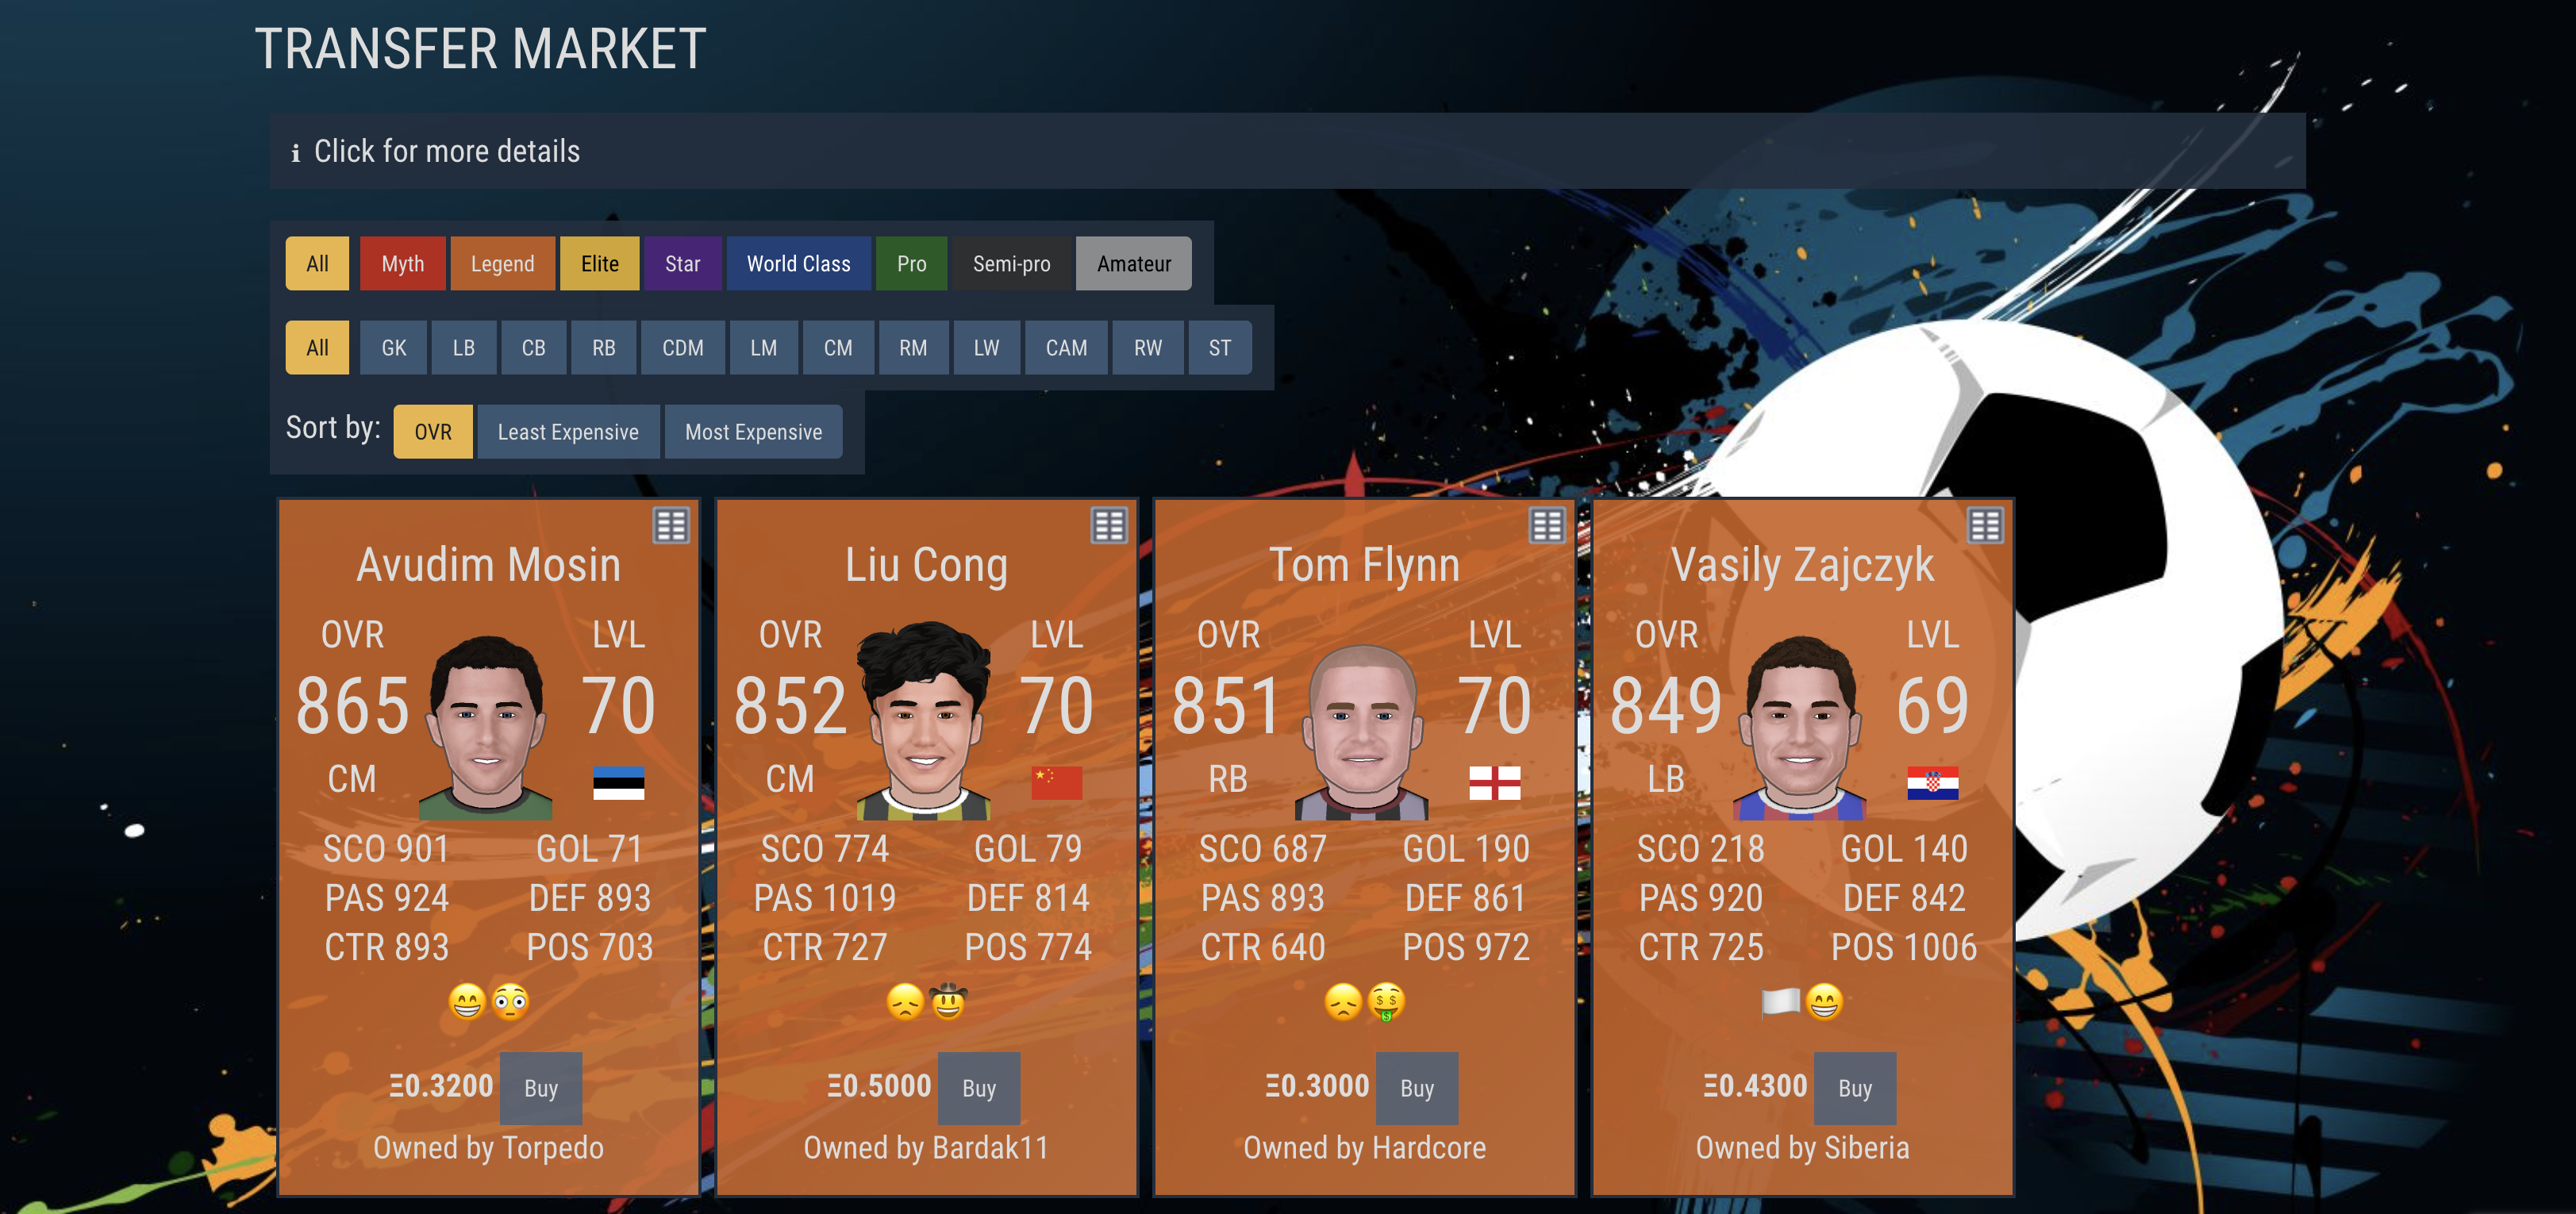 TRANSFER MARKET
i Click for more details
All Myth Legend Elite Star World Class Pro Semi-pro Amateur
All GK LB CB RB CDM LM CM RM LW CAM RW ST
Sort by: OVR Least Expensive Most Expensive
Avudim Mosin
OVR LVL
865 70
CM
SCO 901 GOL 71
PAS 924 DEF 893
CTR 893 POS 703
Ξ0.3200 Buy
Owned by Torpedo
Liu Cong
OVR LVL
852 70
CM
SCO 774 GOL 79
PAS 1019 DEF 814
CTR 727 POS 774
Ξ0.5000 Buy
Owned by Bardak11
Tom Flynn
OVR LVL
851 70
RB
SCO 687 GOL 190
PAS 893 DEF 861
CTR 640 POS 972
Ξ0.3000 Buy
Owned by Hardcore
Vasily Zajczyk
OVR LVL
849 69
LB
SCO 218 GOL 140
PAS 920 DEF 842
CTR 725 POS 1006
Ξ0.4300 Buy
Owned by Siberia